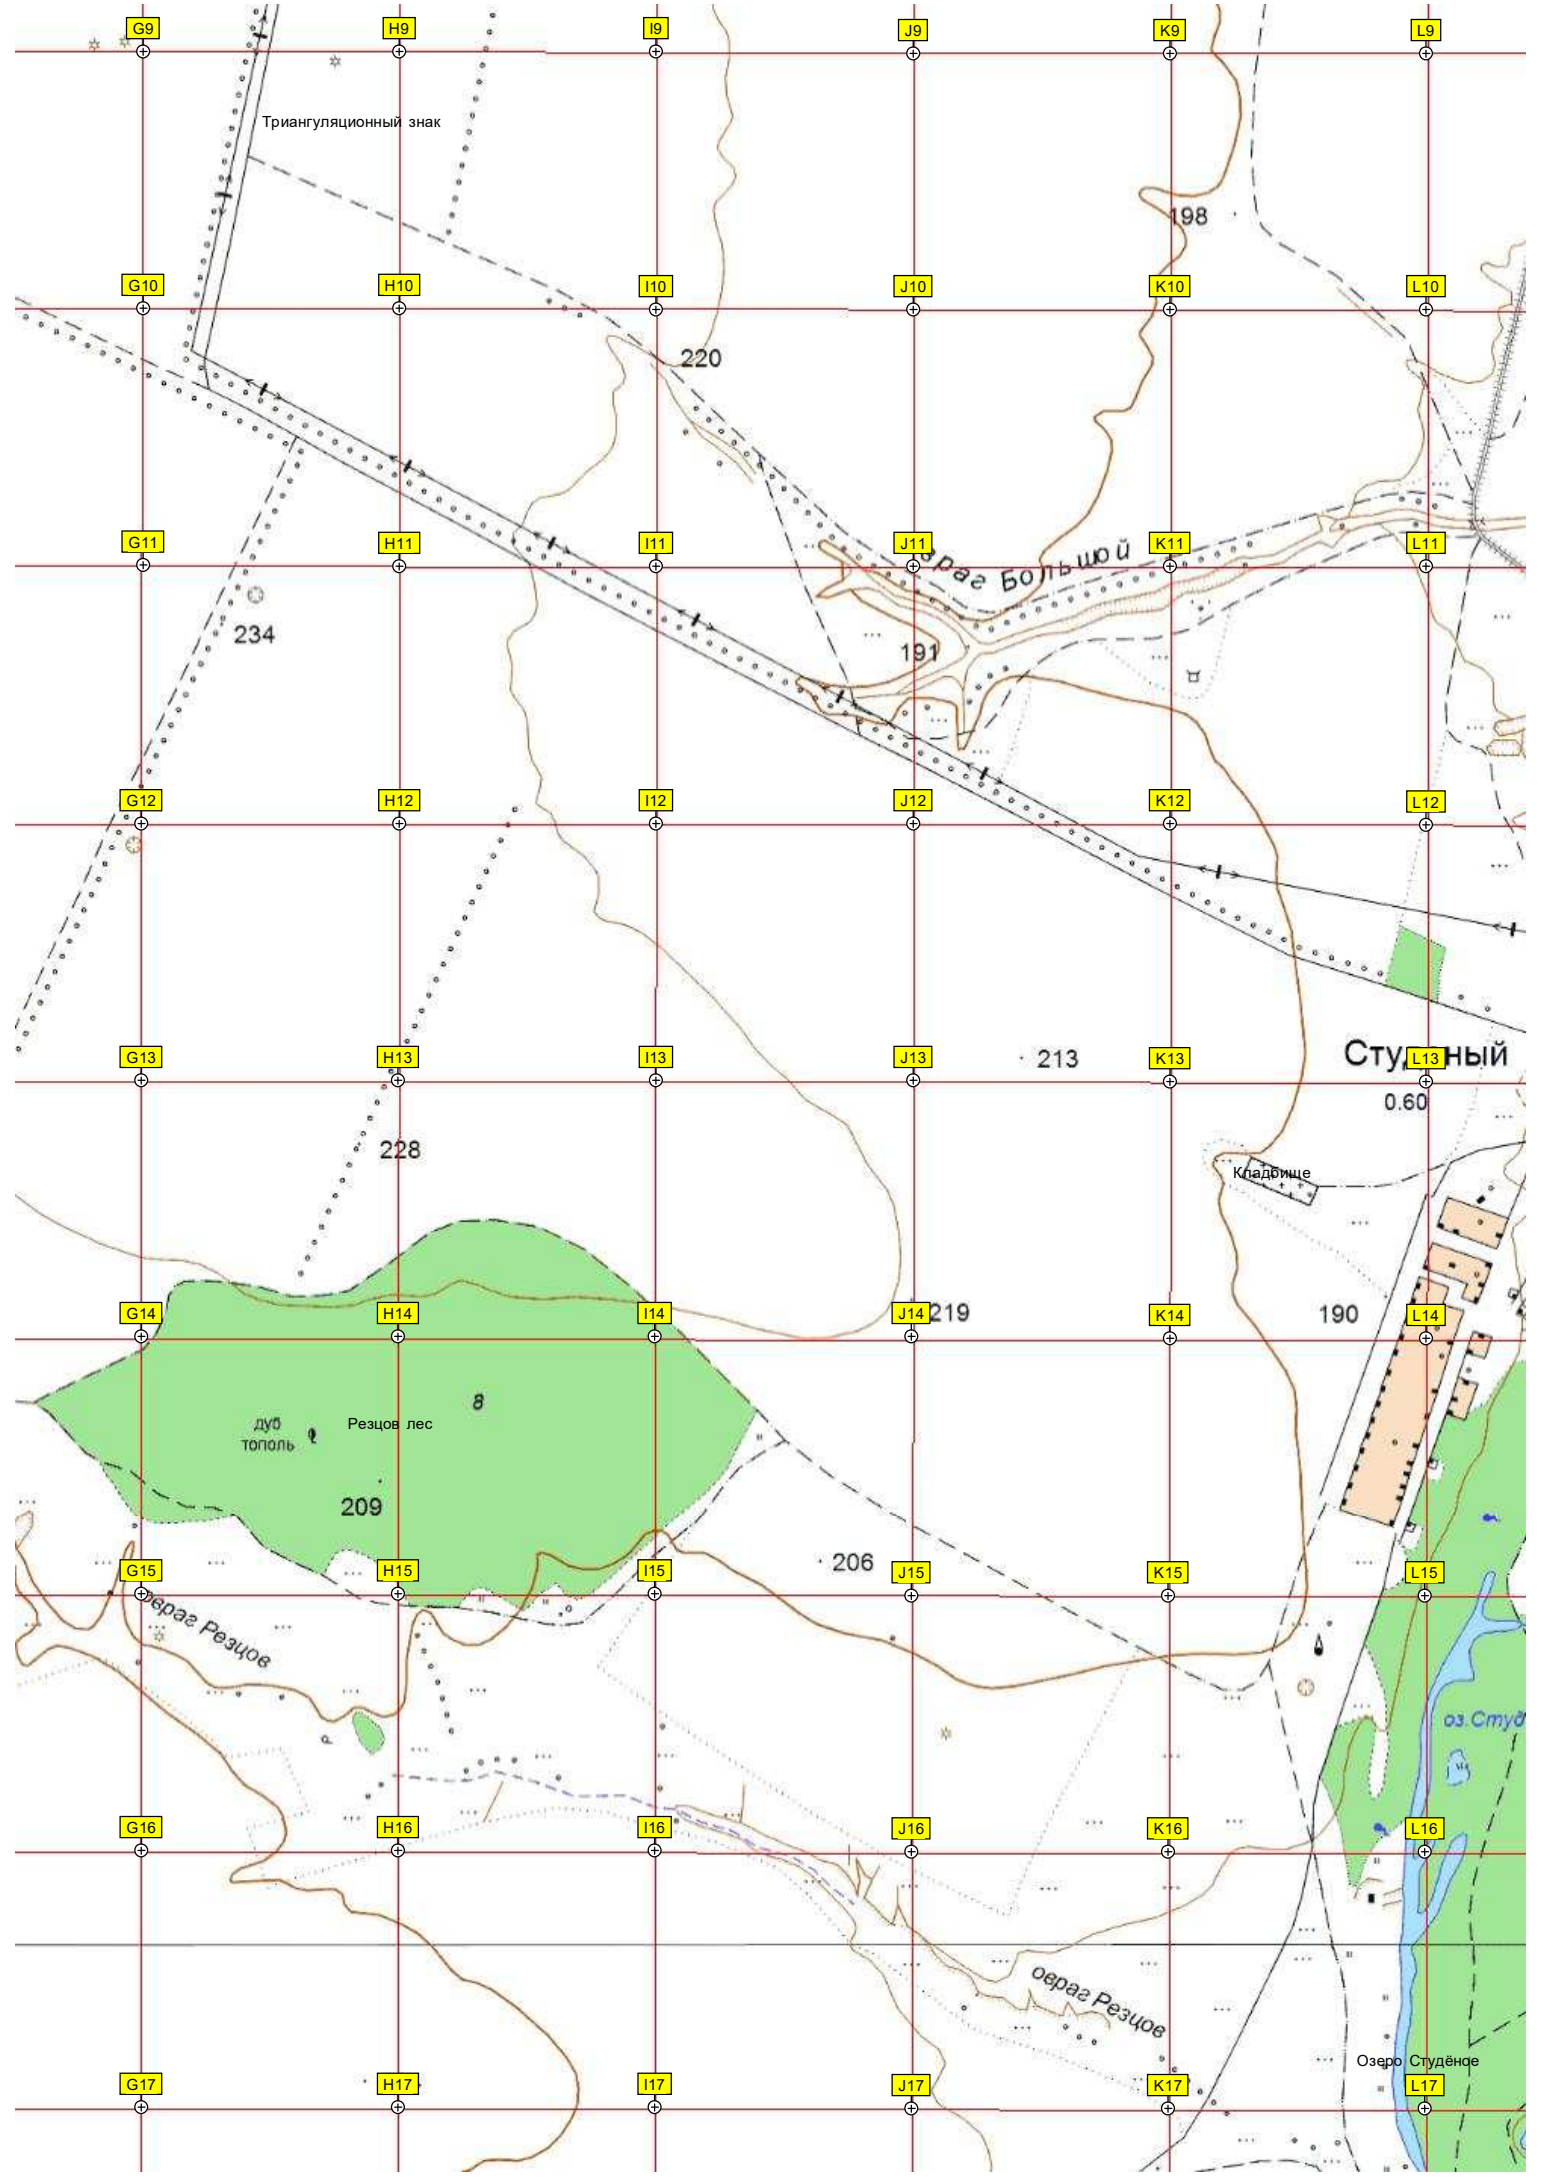 G9 H9 I9 J9 K9 L9
Триангуляционный знак
198
G10 H10 I10 J10 K10 L10
220
G11 H11 I11 J11 K11 L11
враг Большой
234
191
G12 H12 I12 J12 K12 L12
G13 H13 I13 J13 K13 L13
213
Сту ный
0.60
228
Кладбище
G14 H14 I14 J14 K14 L14
219
190
8
дуб
тополь
Резцов лес
209
206
G15 H15 I15 J15 K15 L15
овраг Резцов
оз.Студ
G16 H16 I16 J16 K16 L16
овраг Резцов
Озеро Студёное
G17 H17 I17 J17 K17 L17